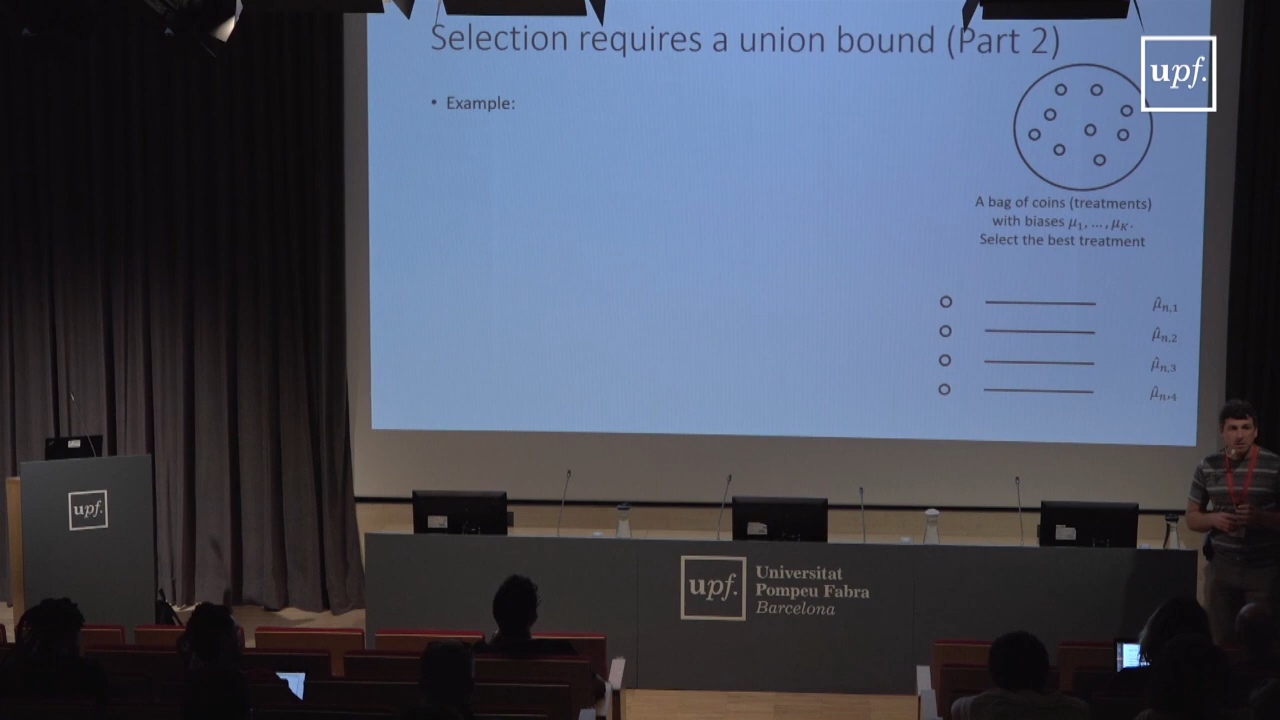 Selection requires a union bound (Part 2)
upf.
• Example:
A bag of coins (treatments)
with biases μ₁, …, μ_K.
Select the best treatment
μ̂ₙ,₁
μ̂ₙ,₂
μ̂ₙ,₃
μ̂ₙ,₄
upf.
upf.
Universitat
Pompeu Fabra
Barcelona